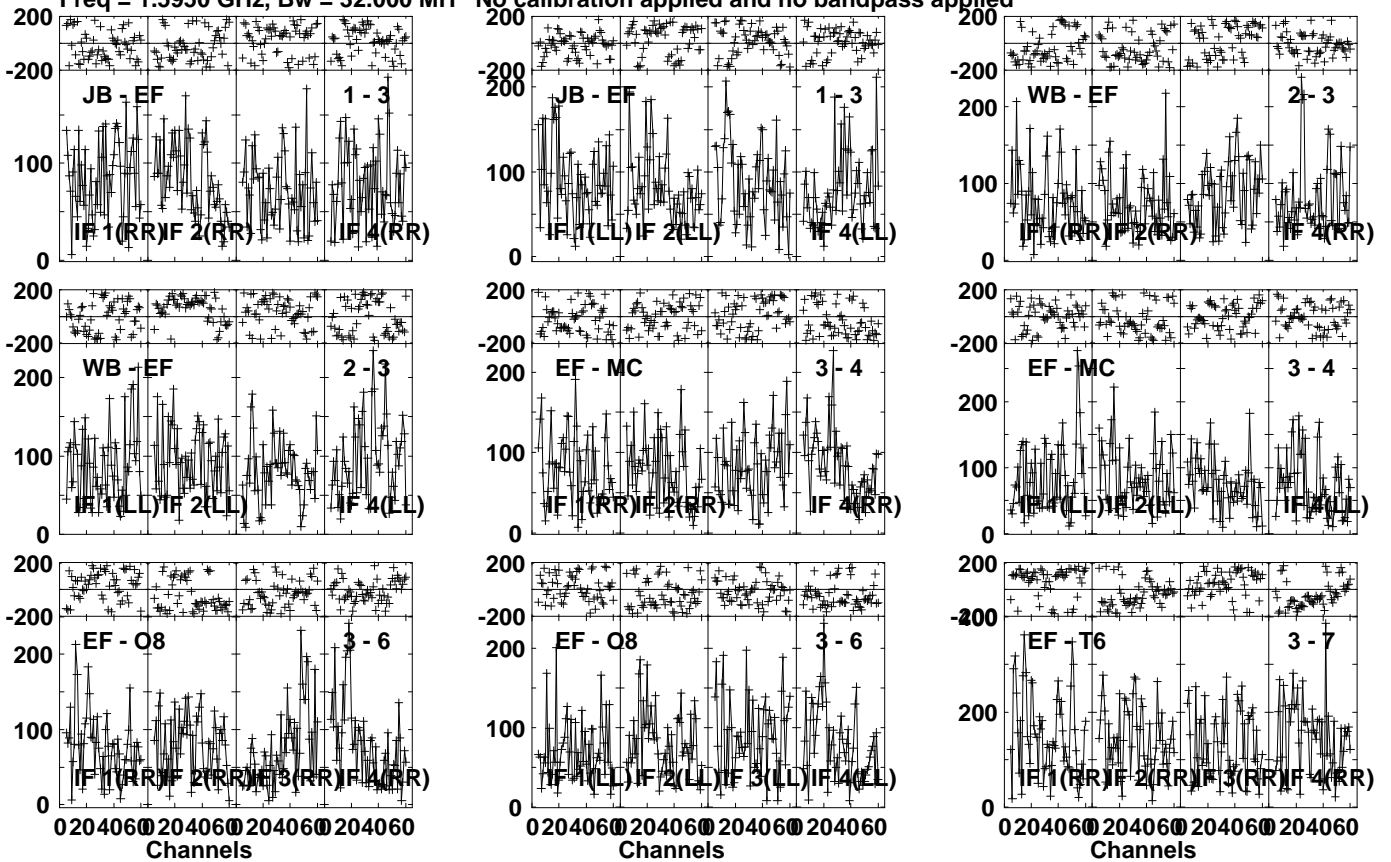 Freq = 1.5950 GHz, Bw = 32.000 MH No calibration applied and no bandpass applied
200
-200
JB - EF 1 - 3
100
IF 1(RR) IF 2(RR) IF 4(RR)
0
200
-200
JB - EF 1 - 3
200
100
IF 1(LL) IF 2(LL) IF 4(LL)
0
200
-200
WB - EF 2 - 3
200
100
IF 1(RR) IF 2(RR) IF 4(RR)
0
200
-200
WB - EF 2 - 3
200
100
IF 1(LL) IF 2(LL) IF 4(LL)
0
200
-200
EF - MC 3 - 4
200
100
IF 1(RR) IF 2(RR) IF 4(RR)
0
200
-200
EF - MC 3 - 4
200
100
IF 1(LL) IF 2(LL) IF 4(LL)
0
200
-200
EF - O8 3 - 6
200
100
IF 1(RR) IF 2(RR) IF 3(RR) IF 4(RR)
0
0 20 40 60 0 20 40 60 0 20 40 60 0 20 40 60
Channels
200
-200
EF - O8 3 - 6
200
100
IF 1(LL) IF 2(LL) IF 3(LL) IF 4(LL)
0
0 20 40 60 0 20 40 60 0 20 40 60 0 20 40 60
Channels
200
-200
400
EF - T6 3 - 7
200
IF 1(RR) IF 2(RR) IF 3(RR) IF 4(RR)
0
0 20 40 60 0 20 40 60 0 20 40 60 0 20 40 60
Channels